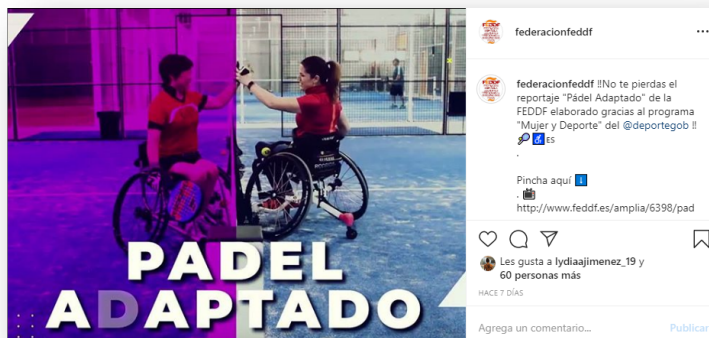 PADEL
ADAPTADO
federacionfeddf
federacionfeddf ‼No te pierdas el
reportaje "Pádel Adaptado" de la
FEDDF elaborado gracias al programa
"Mujer y Deporte" del @deportegob ‼
ES
.
Pincha aquí
.
http://www.feddf.es/amplia/6398/pad
Les gusta a lydiaajimenez_19 y
60 personas más
HACE 7 DÍAS
Agrega un comentario...
Publicar